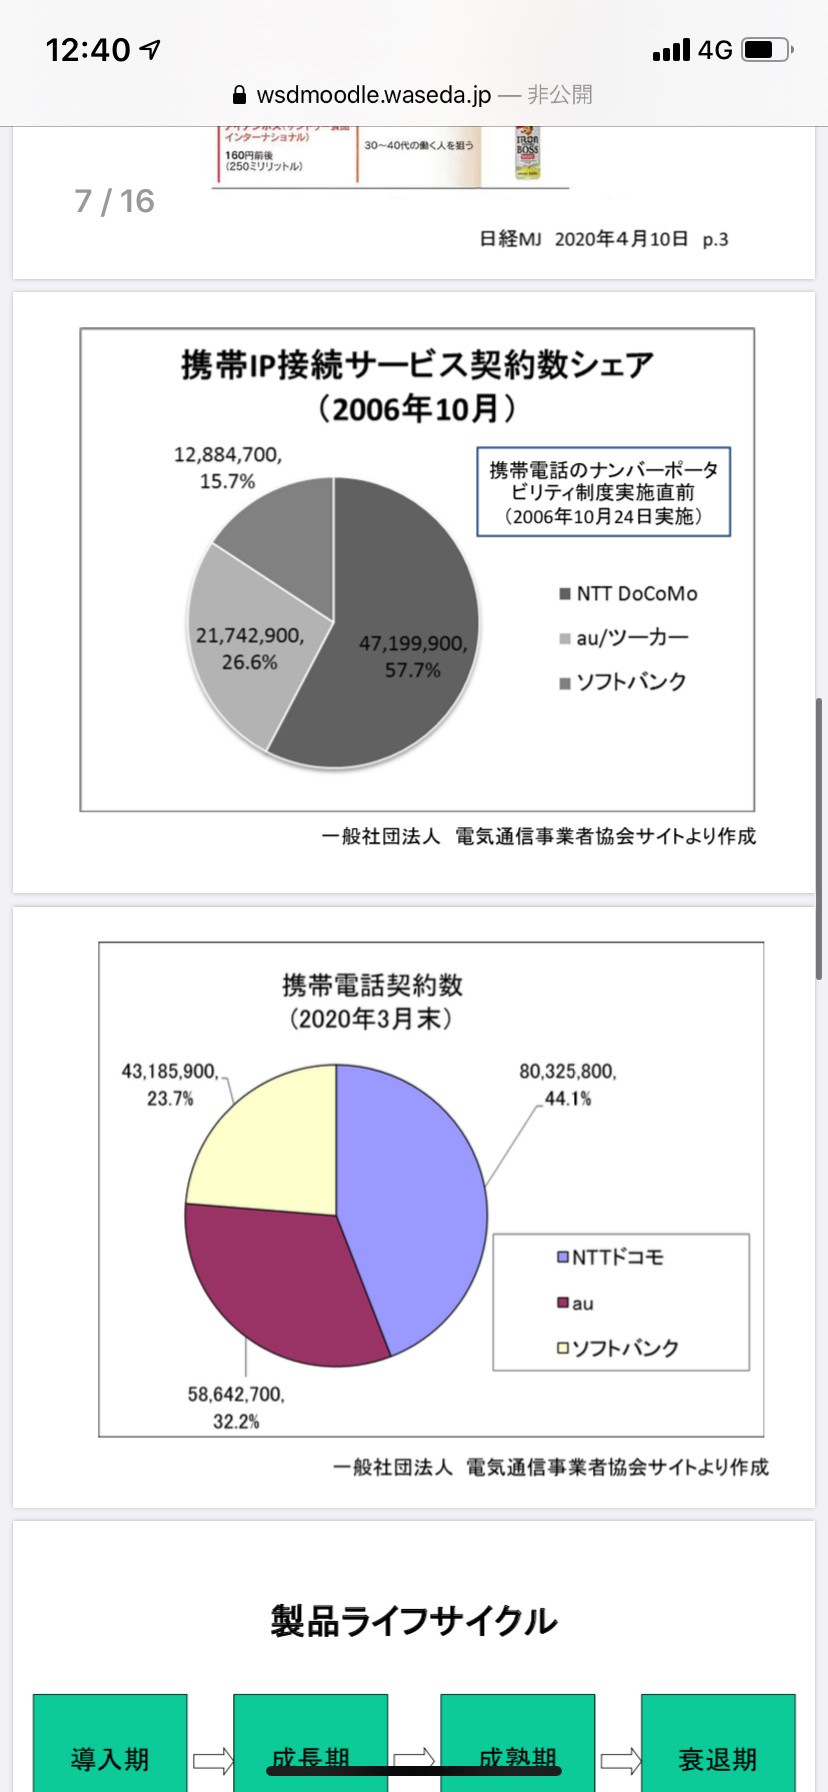 12:40
4G
wsdmoodle.waseda.jp — 非公開
インターナショナル)
160円前後
(250ミリリットル)
30～40代の働く人を狙う
IRON
BOSS
7 / 16
日経MJ 2020年4月10日 p.3
携帯IP接続サービス契約数シェア
（2006年10月）
12,884,700,
15.7%
携帯電話のナンバーポータ
ビリティ制度実施直前
（2006年10月24日実施）
21,742,900,
26.6%
47,199,900,
57.7%
NTT DoCoMo
au/ツーカー
ソフトバンク
一般社団法人 電気通信事業者協会サイトより作成
携帯電話契約数
（2020年3月末）
43,185,900,
23.7%
80,325,800,
44.1%
58,642,700,
32.2%
NTTドコモ
au
ソフトバンク
一般社団法人 電気通信事業者協会サイトより作成
製品ライフサイクル
導入期
成長期
成熟期
衰退期